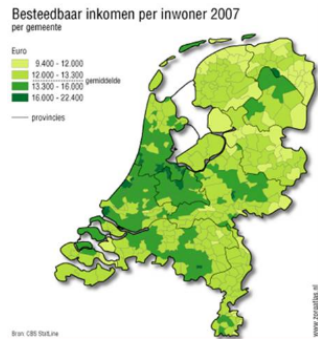 Besteedbaar inkomen per inwoner 2007
per gemeente
Euro
9.400 - 12.000
12.000 - 13.300
gemiddelde
13.300 - 16.000
16.000 - 22.400
provincies
Bron: CBS StatLine
www.zorgatlas.nl